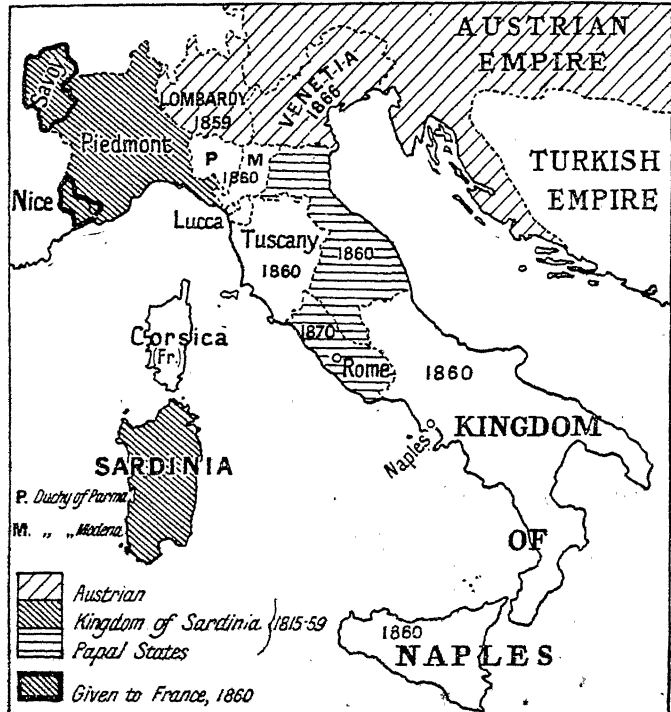 AUSTRIAN
EMPIRE
Savoy
LOMBARDY
1859
VENETIA
1866
Piedmont
P
M
1860
TURKISH
EMPIRE
Nice
Lucca
Tuscany
1860
1860
1870
Rome
Corsica
(Fr.)
1860
KINGDOM
Naples
SARDINIA
P. Duchy of Parma
M. „ „ Modena
OF
Austrian
Kingdom of Sardinia
Papal States
1815-59
1860
NAPLES
Given to France, 1860